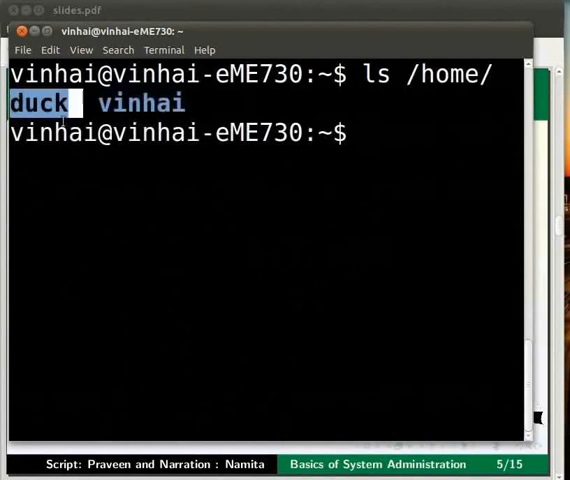 slides.pdf
vinhai@vinhai-eME730: ~
File Edit View Search Terminal Help
vinhai@vinhai-eME730:~$ ls /home/
duck vinhai
vinhai@vinhai-eME730:~$
Script: Praveen and Narration : Namita Basics of System Administration 5/15